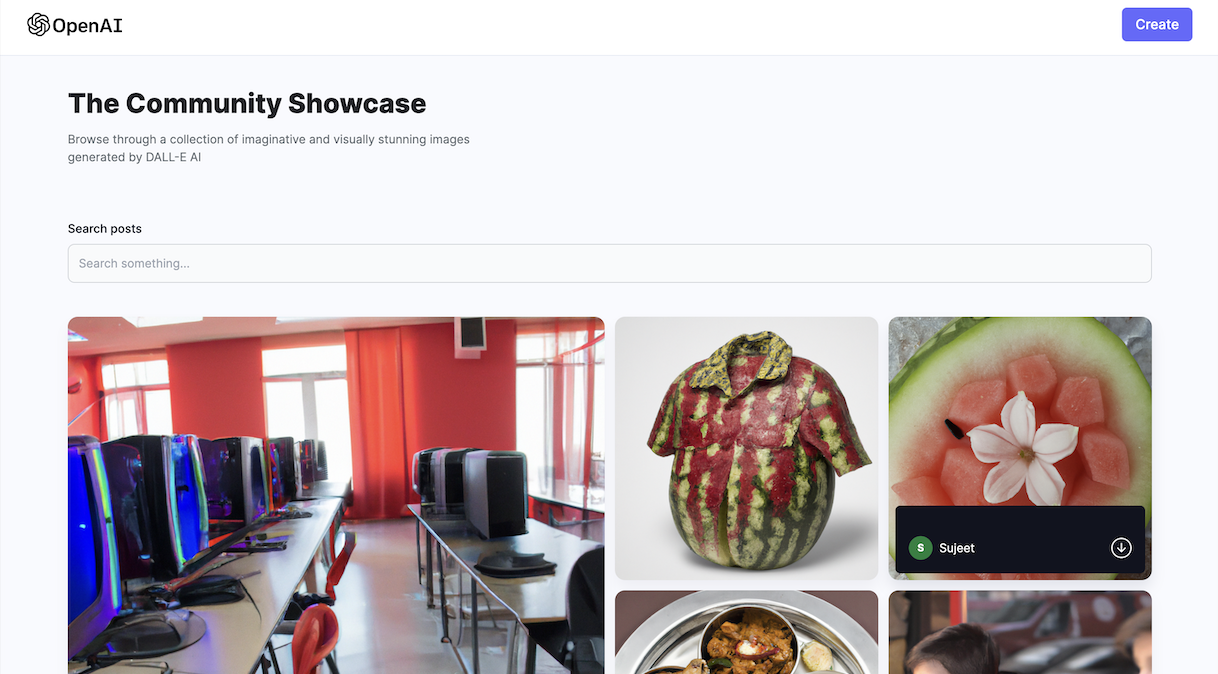 OpenAI
Create
The Community Showcase
Browse through a collection of imaginative and visually stunning images
generated by DALL-E AI
Search posts
Search something...
S
Sujeet